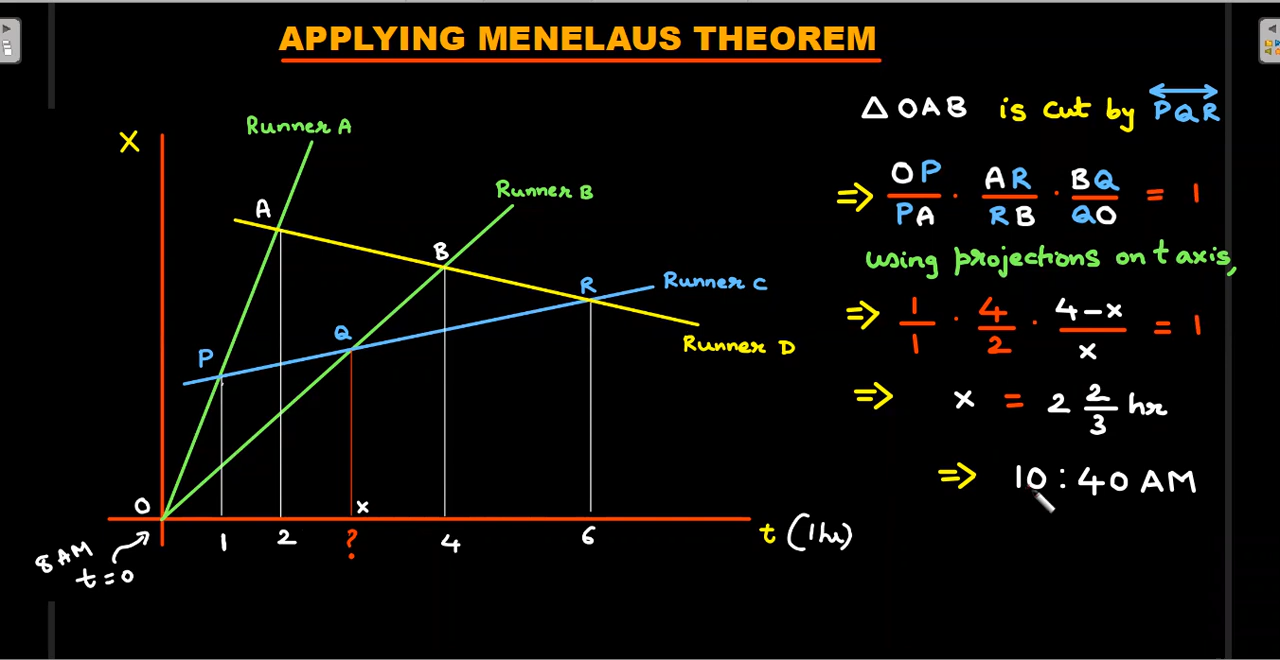 APPLYING MENELAUS THEOREM
X
Runner A
A
Runner B
B
R
Runner C
Q
P
Runner D
O
x
8 AM
t=0
1
2
?
4
6
t (1hr)
△ OAB is cut by PQR
⇒ OP/PA · AR/RB · BQ/QO = 1
using projections on t axis,
⇒ 1/1 · 4/2 · 4-x/x = 1
⇒ x = 2 2/3 hr
⇒ 10:40 AM